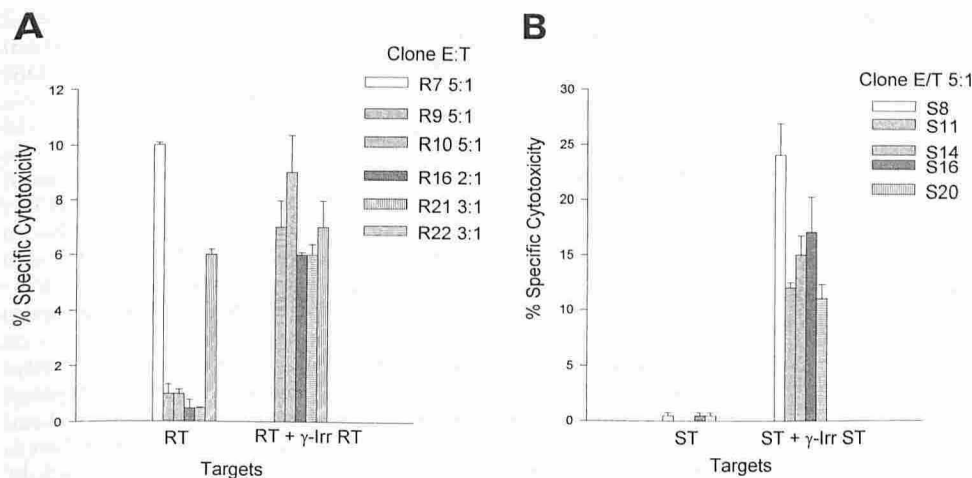 A
Clone E:T
R7 5:1
R9 5:1
R10 5:1
R16 2:1
R21 3:1
R22 3:1
% Specific Cytotoxicity
12
10
8
6
4
2
0
RT
RT + γ-Irr RT
Targets
B
Clone E/T 5:1
S8
S11
S14
S16
S20
% Specific Cytotoxicity
30
25
20
15
10
5
0
ST
ST + γ-Irr ST
Targets